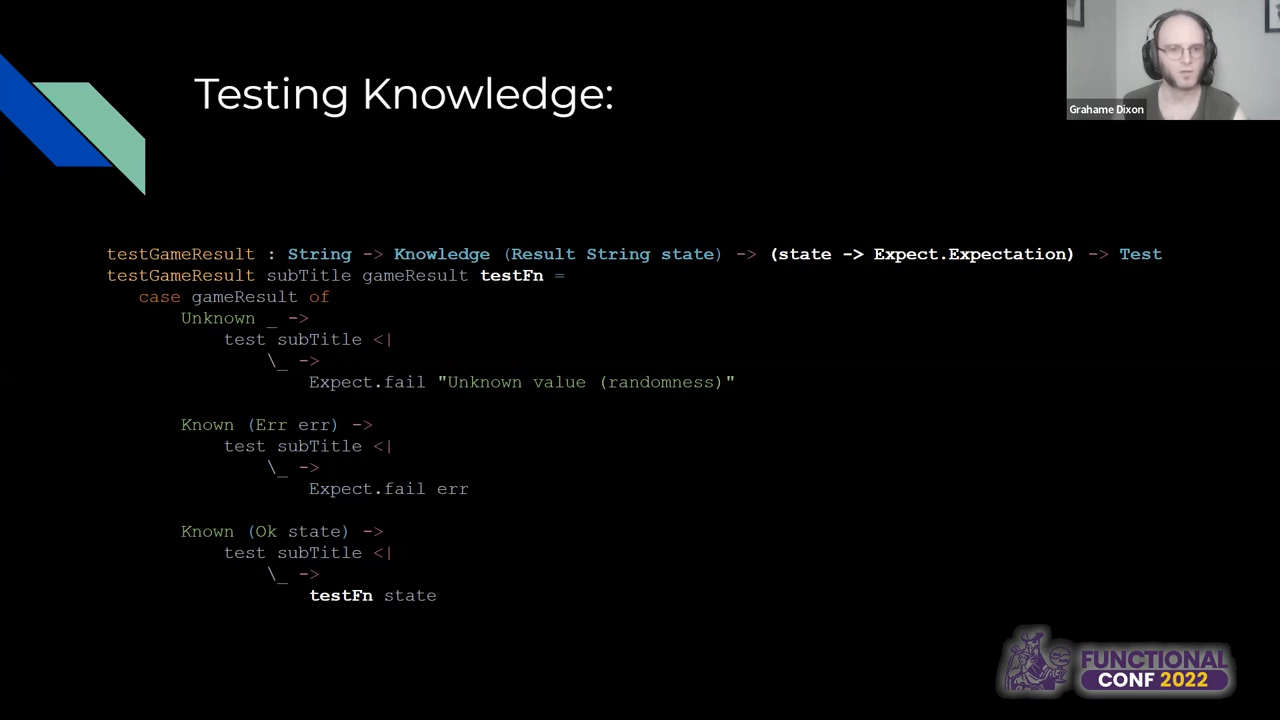 Testing Knowledge:
Grahame Dixon
testGameResult : String -> Knowledge (Result String state) -> (state -> Expect.Expectation) -> Test
testGameResult subTitle gameResult testFn =
case gameResult of
Unknown _ ->
test subTitle <|
\_ ->
Expect.fail "Unknown value (randomness)"
Known (Err err) ->
test subTitle <|
\_ ->
Expect.fail err
Known (Ok state) ->
test subTitle <|
\_ ->
testFn state
FUNCTIONAL
CONF 2022